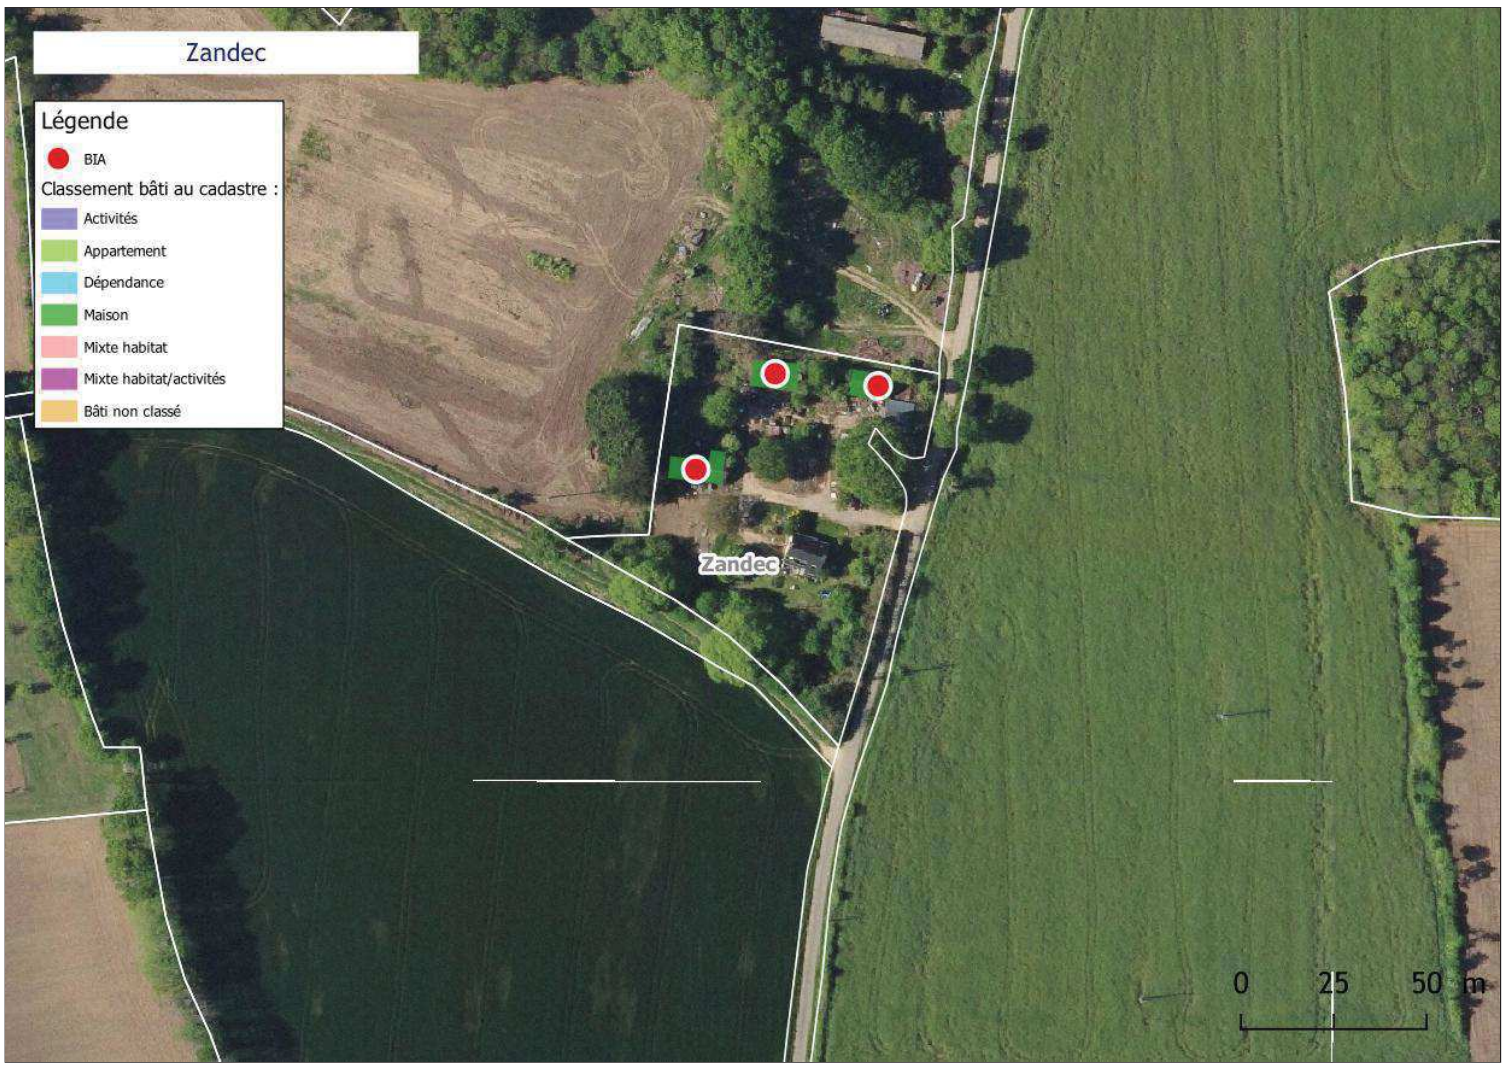 Zandec
Légende
BIA
Classement bâti au cadastre :
Activités
Appartement
Dépendance
Maison
Mixte habitat
Mixte habitat/activités
Bâti non classé
Zandec
0 25 50 m